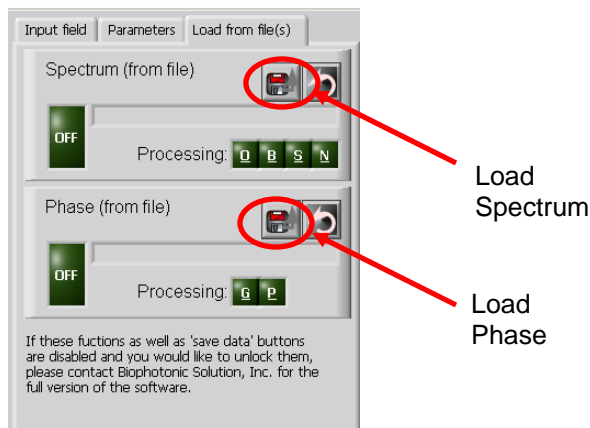 Input field Parameters Load from file(s)
Spectrum (from file)
OFF
Processing: O B S N
Load
Spectrum
Phase (from file)
OFF
Processing: G P
Load
Phase
If these fuctions as well as 'save data' buttons
are disabled and you would like to unlock them,
please contact Biophotonic Solution, Inc. for the
full version of the software.